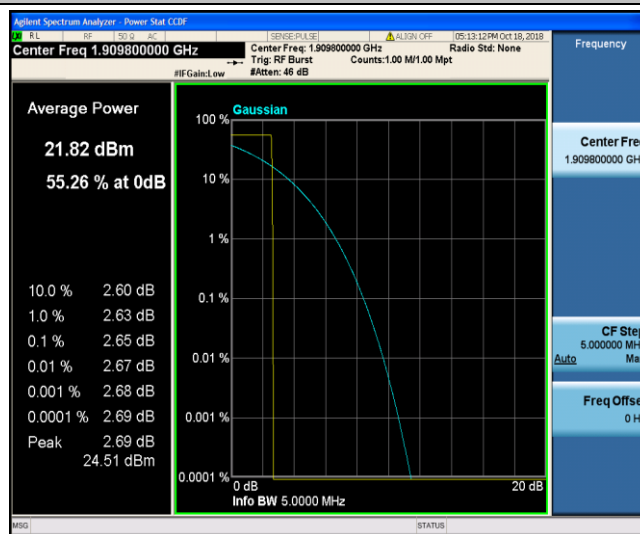 Agilent Spectrum Analyzer - Power Stat CCDF
RL RF 50 Ω AC SENSE:PULSE ALIGN OFF 05:13:12 PM Oct 18, 2018
Center Freq 1.909800000 GHz
Center Freq: 1.909800000 GHz Radio Std: None
Trig: RF Burst Counts:1.00 M/1.00 Mpt
#IFGain:Low #Atten: 46 dB
Frequency
Center Fre
1.909800000 GH
CF Ste
5.000000 MH
Auto Ma
Freq Offse
0 H
Average Power
21.82 dBm
55.26 % at 0dB
10.0 % 2.60 dB
1.0 % 2.63 dB
0.1 % 2.65 dB
0.01 % 2.67 dB
0.001 % 2.68 dB
0.0001 % 2.69 dB
Peak 2.69 dB
24.51 dBm
Gaussian
100 %
10 %
1 %
0.1 %
0.01 %
0.001 %
0.0001 %
0 dB 20 dB
Info BW 5.0000 MHz
MSG STATUS